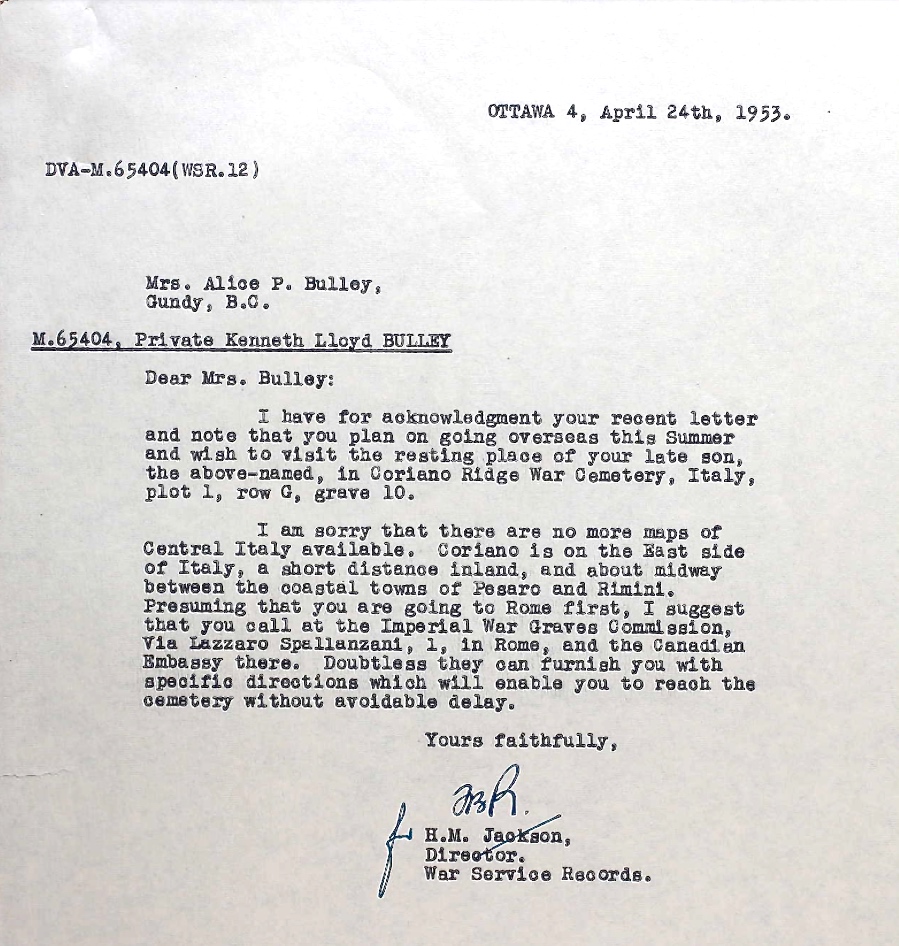 OTTAWA 4, April 24th, 1953.
DVA-M.65404(WSR.12)
Mrs. Alice P. Bulley,
Gundy, B.C.
M.65404, Private Kenneth Lloyd BULLEY
Dear Mrs. Bulley:
I have for acknowledgment your recent letter
and note that you plan on going overseas this Summer
and wish to visit the resting place of your late son,
the above-named, in Coriano Ridge War Cemetery, Italy,
plot 1, row G, grave 10.
I am sorry that there are no more maps of
Central Italy available. Coriano is on the East side
of Italy, a short distance inland, and about midway
between the coastal towns of Pesaro and Rimini.
Presuming that you are going to Rome first, I suggest
that you call at the Imperial War Graves Commission,
Via Lazzaro Spallanzani, 1, in Rome, and the Canadian
Embassy there. Doubtless they can furnish you with
specific directions which will enable you to reach the
cemetery without avoidable delay.
Yours faithfully,
for H.M. Jackson,
Director.
War Service Records.